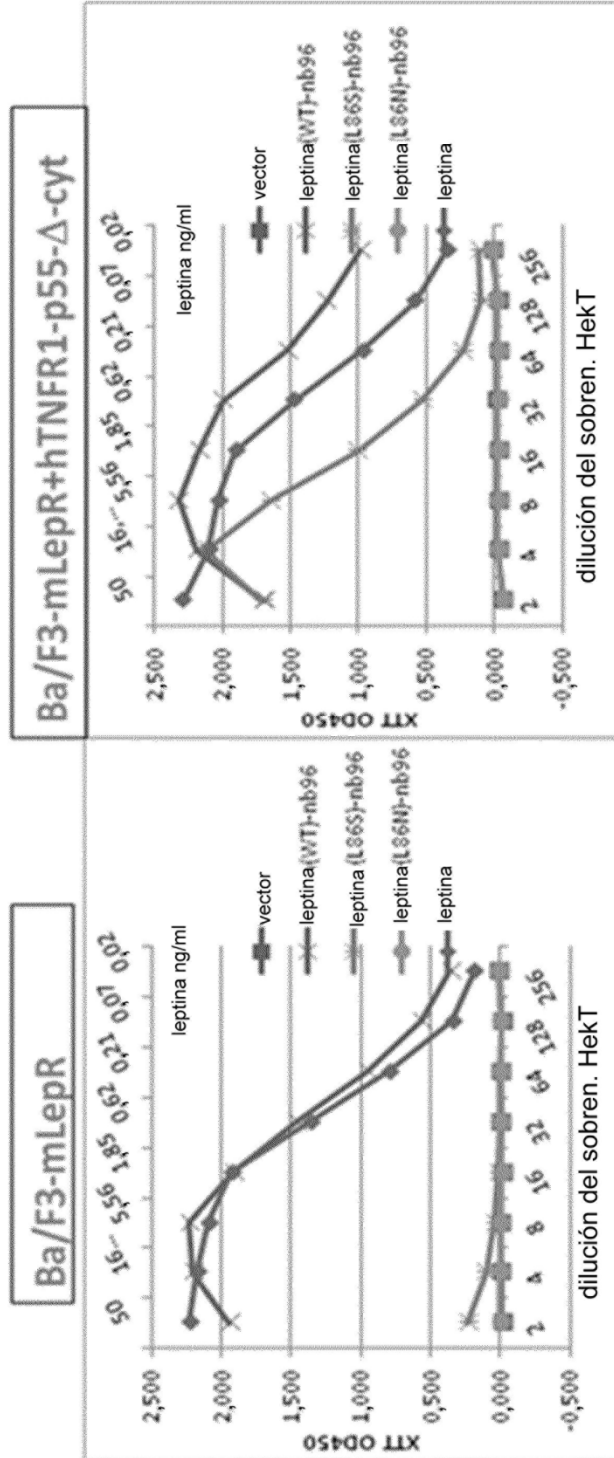 Ba/F3-mLepR
50 16... 5,56 1,85 0,62 0,21 0,07 0,02
leptina ng/ml
2,500
2,000
1,500
1,000
0,500
0,000
-0,500
XTT OD450
vector
leptina(WT)-nb96
leptina (L86S)-nb96
leptina(L86N)-nb96
leptina
2 4 8 16 32 64 128 256
dilución del sobren. HekT
Ba/F3-mLepR+hTNFR1-p55-Δ-cyt
50 16,... 5,56 1,85 0,62 0,21 0,07 0,02
leptina ng/ml
2,500
2,000
1,500
1,000
0,500
0,000
-0,500
XTT OD450
vector
leptina(WT)-nb96
leptina(L86S)-nb96
leptina(L86N)-nb96
leptina
2 4 8 16 32 64 128 256
dilución del sobren. HekT